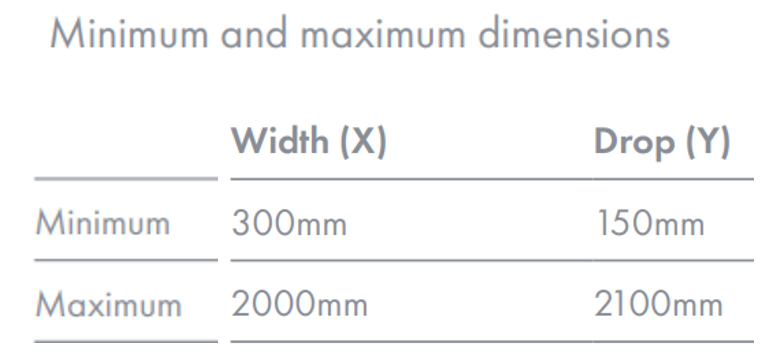 Minimum and maximum dimensions
Width (X) Drop (Y)
Minimum 300mm 150mm
Maximum 2000mm 2100mm